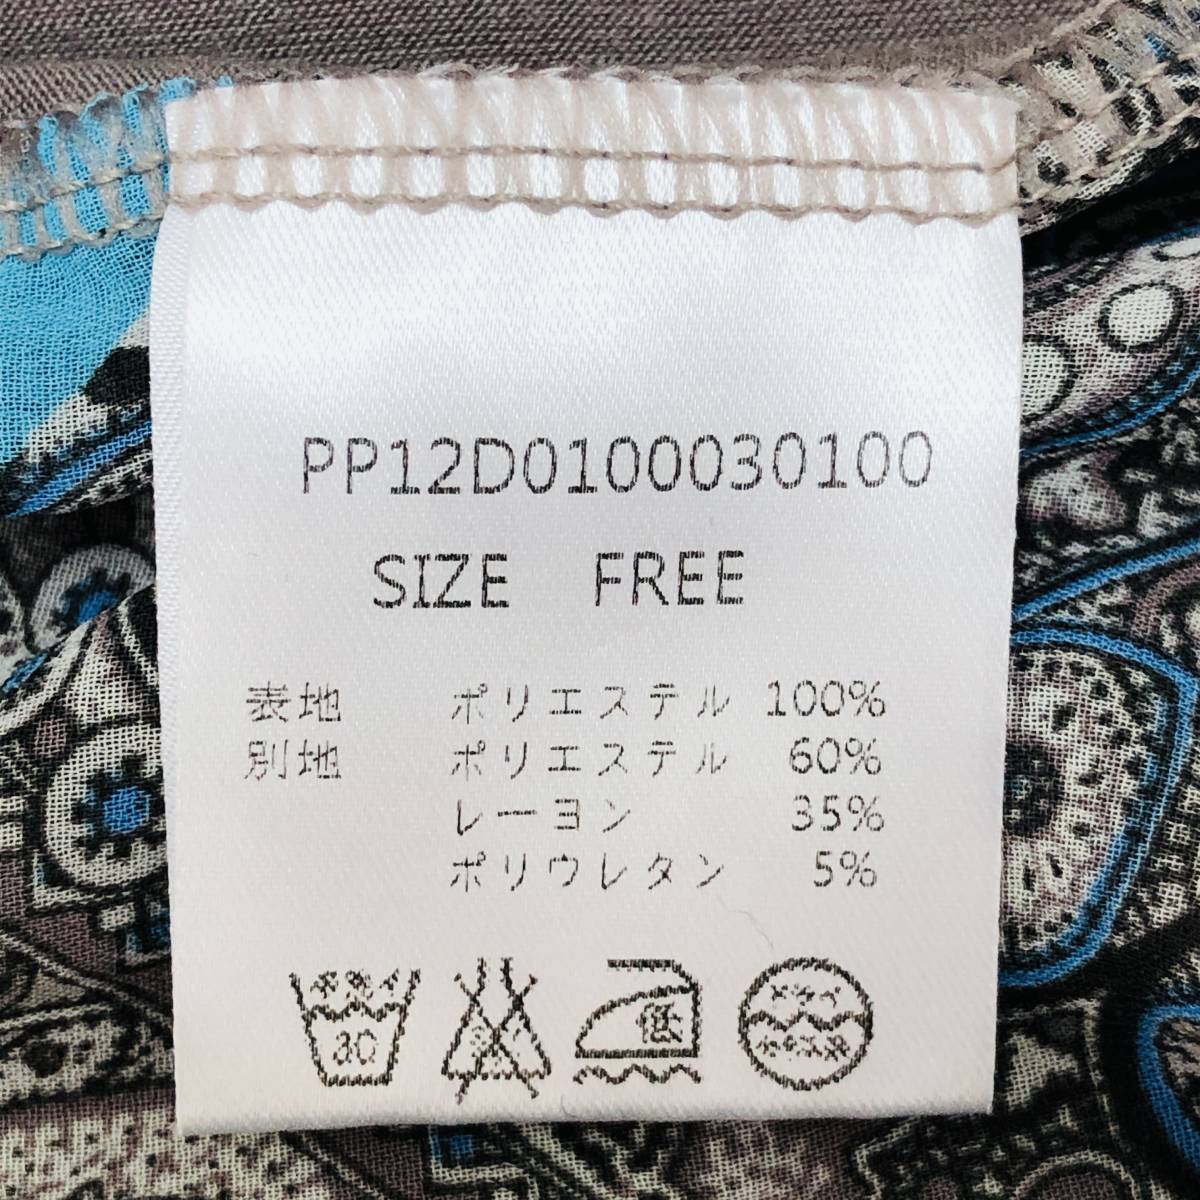 PP12D0100030100
SIZE FREE
表地 ポリエステル 100%
別地 ポリエステル 60%
レーヨン 35%
ポリウレタン 5%
30 低